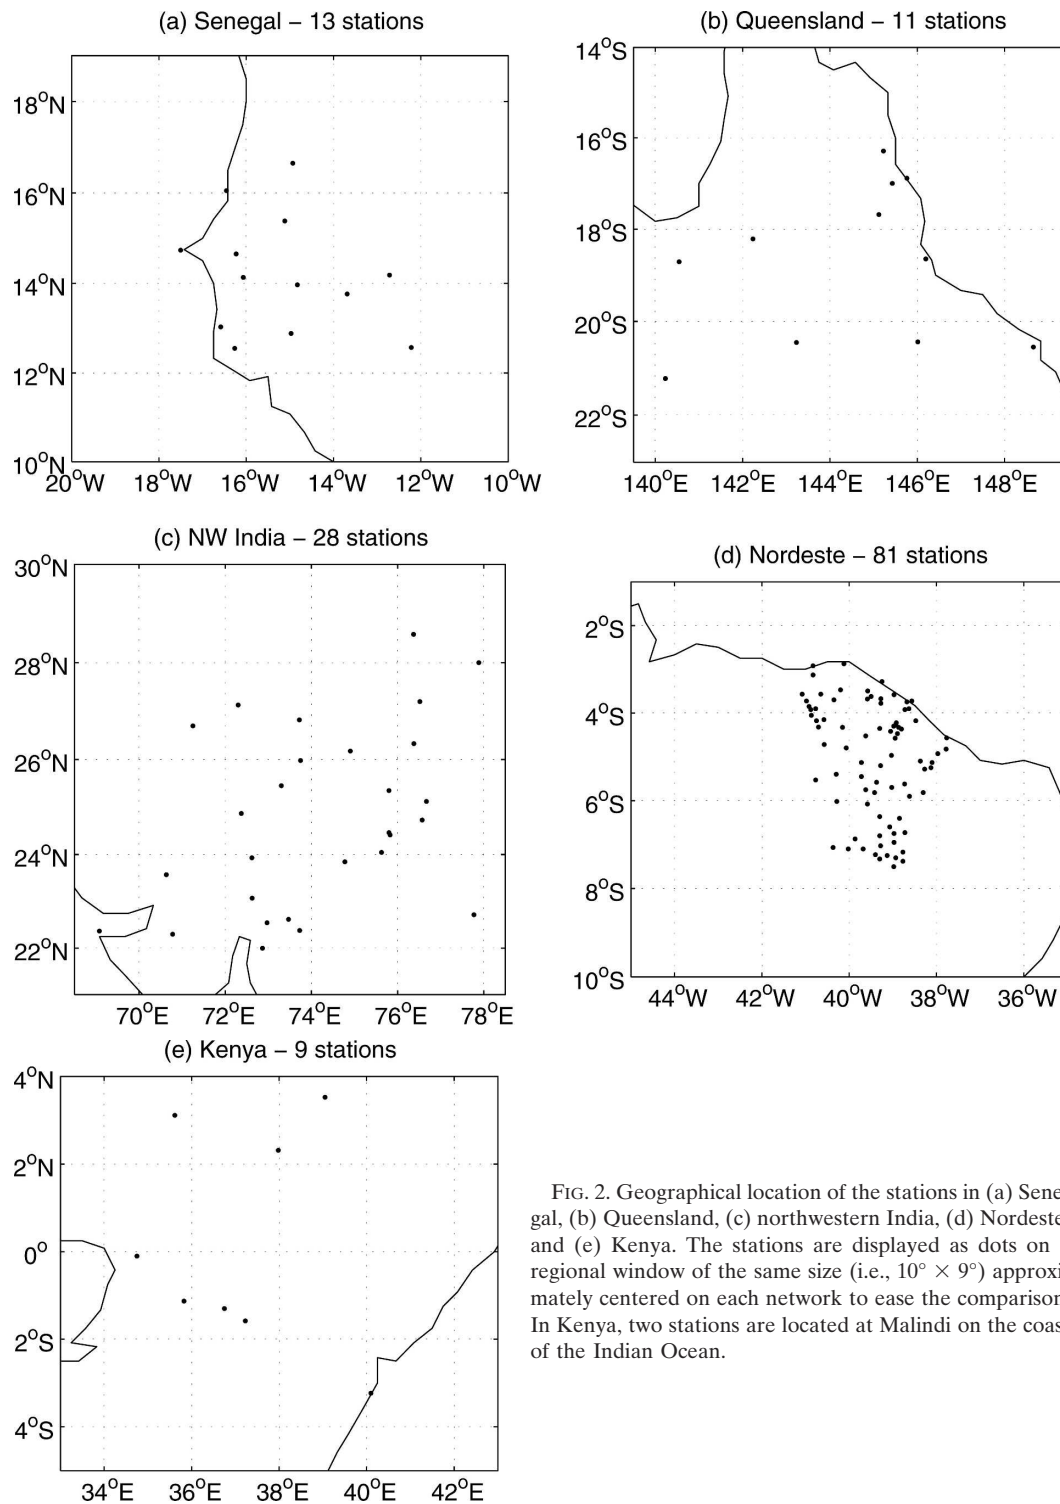 (a) Senegal – 13 stations
18°N
16°N
14°N
12°N
10°N
20°W 18°W 16°W 14°W 12°W 10°W
(b) Queensland – 11 stations
14°S
16°S
18°S
20°S
22°S
140°E 142°E 144°E 146°E 148°E
(c) NW India – 28 stations
30°N
28°N
26°N
24°N
22°N
70°E 72°E 74°E 76°E 78°E
(d) Nordeste – 81 stations
2°S
4°S
6°S
8°S
10°S
44°W 42°W 40°W 38°W 36°W
(e) Kenya – 9 stations
4°N
2°N
0°
2°S
4°S
34°E 36°E 38°E 40°E 42°E
FIG. 2. Geographical location of the stations in (a) Sene-
gal, (b) Queensland, (c) northwestern India, (d) Nordeste
and (e) Kenya. The stations are displayed as dots on
regional window of the same size (i.e., 10° × 9°) approxi
mately centered on each network to ease the comparison
In Kenya, two stations are located at Malindi on the coas
of the Indian Ocean.